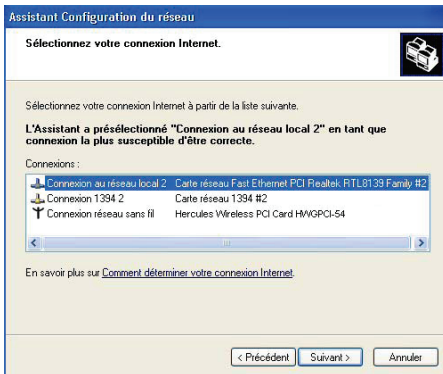 Assistant Configuration du réseau
Sélectionnez votre connexion Internet.
Sélectionnez votre connexion Internet à partir de la liste suivante.
L'Assistant a présélectionné "Connexion au réseau local 2" en tant que
connexion la plus susceptible d'être correcte.
Connexions :
Connexion au réseau local 2 Carte réseau Fast Ethernet PCI Realtek RTL8139 Family #2
Connexion 1394 2 Carte réseau 1394 #2
Connexion réseau sans fil Hercules Wireless PCI Card HWGPCI-54
En savoir plus sur Comment déterminer votre connexion Internet.
< Précédent Suivant > Annuler